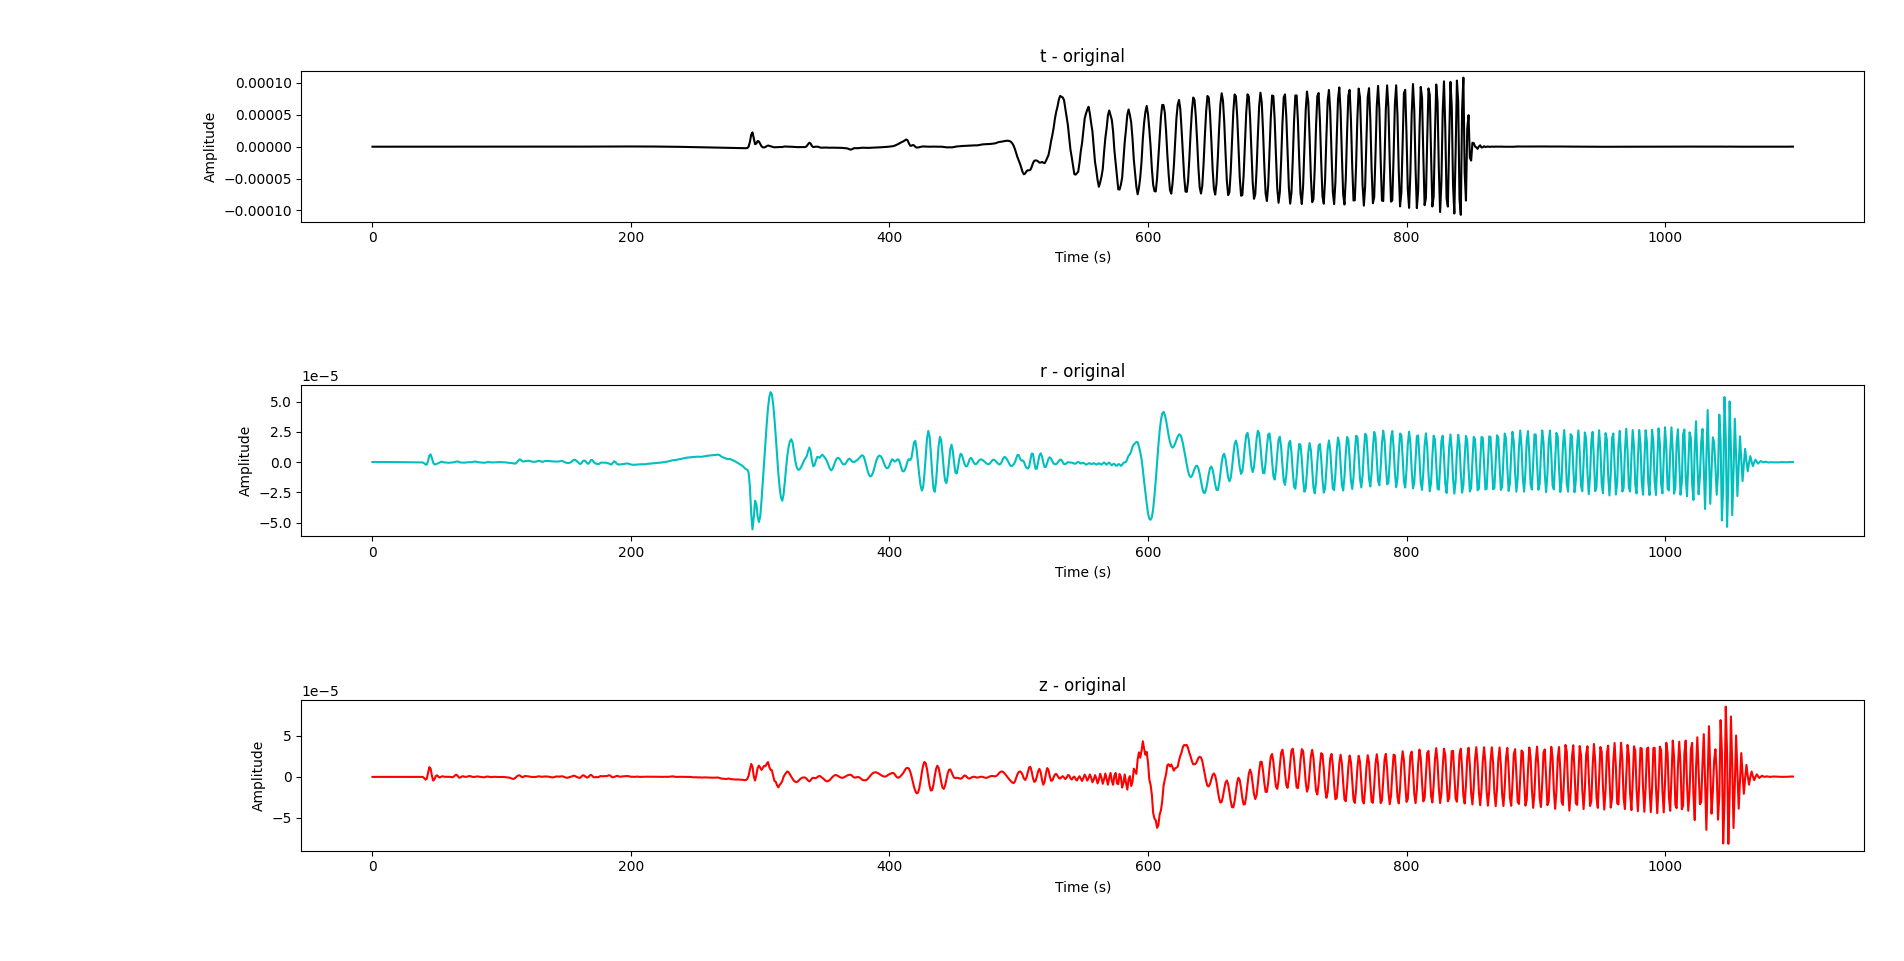 t - original
0.00010
0.00005
0.00000
−0.00005
−0.00010
Amplitude
0 200 400 600 800 1000
Time (s)
r - original
1e−5
5.0
2.5
0.0
−2.5
−5.0
Amplitude
0 200 400 600 800 1000
Time (s)
z - original
1e−5
5
0
−5
Amplitude
0 200 400 600 800 1000
Time (s)